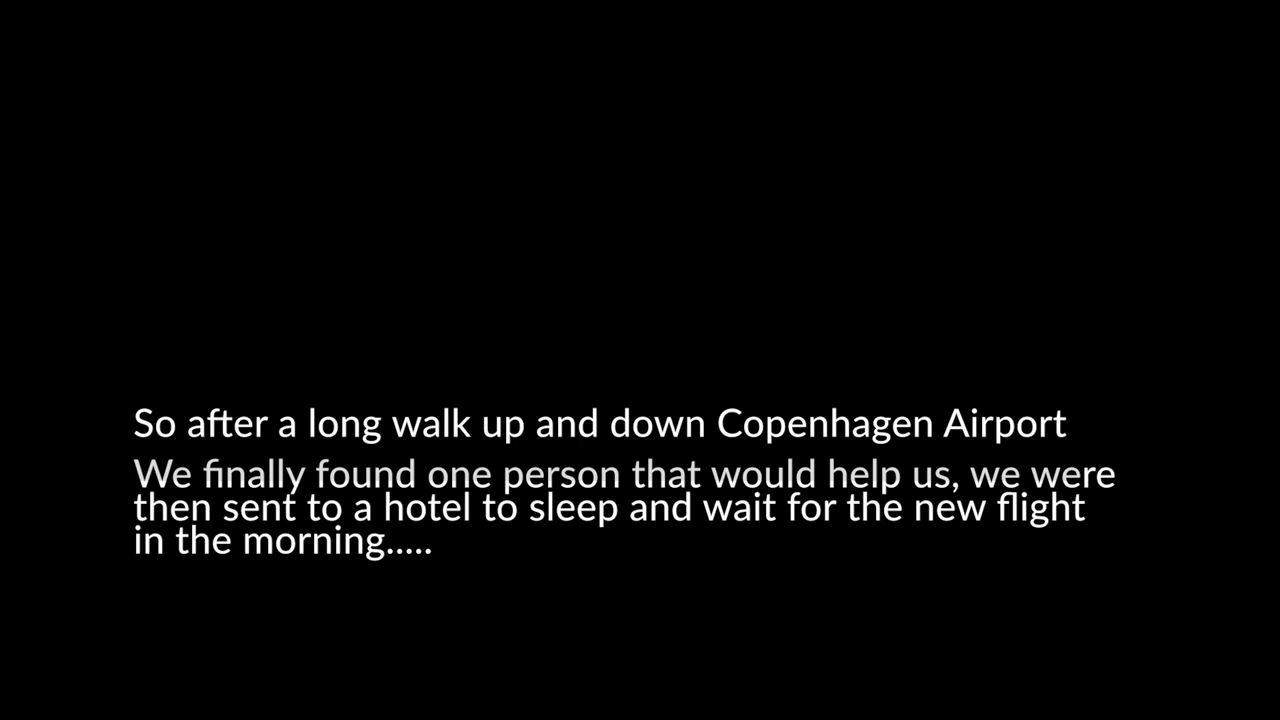 So after a long walk up and down Copenhagen Airport
We finally found one person that would help us, we were
then sent to a hotel to sleep and wait for the new flight
in the morning.....